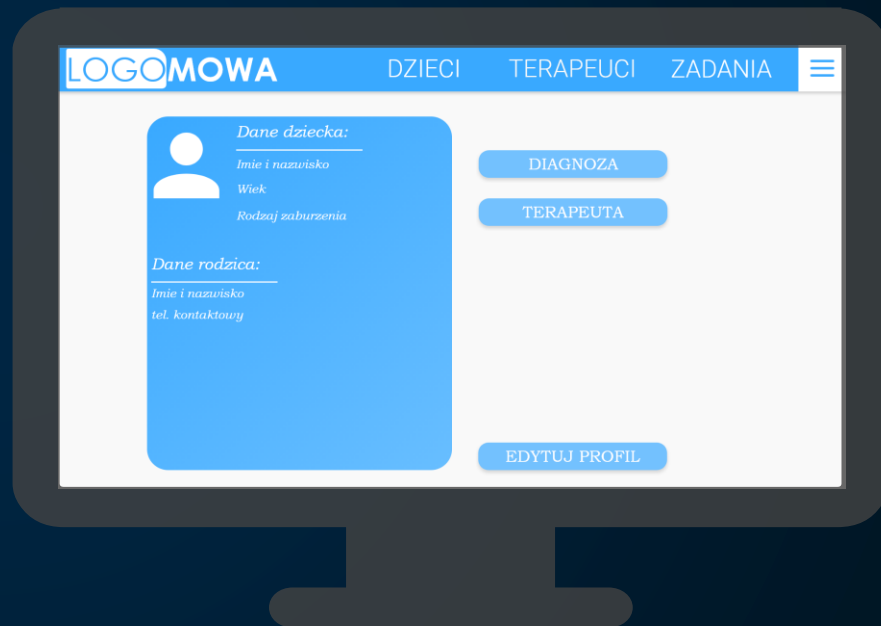 LOGOMOWA DZIECI TERAPEUCI ZADANIA
Dane dziecka:
Imie i nazwisko
Wiek
Rodzaj zaburzenia
Dane rodzica:
Imie i nazwisko
tel. kontaktowy
DIAGNOZA
TERAPEUTA
EDYTUJ PROFIL